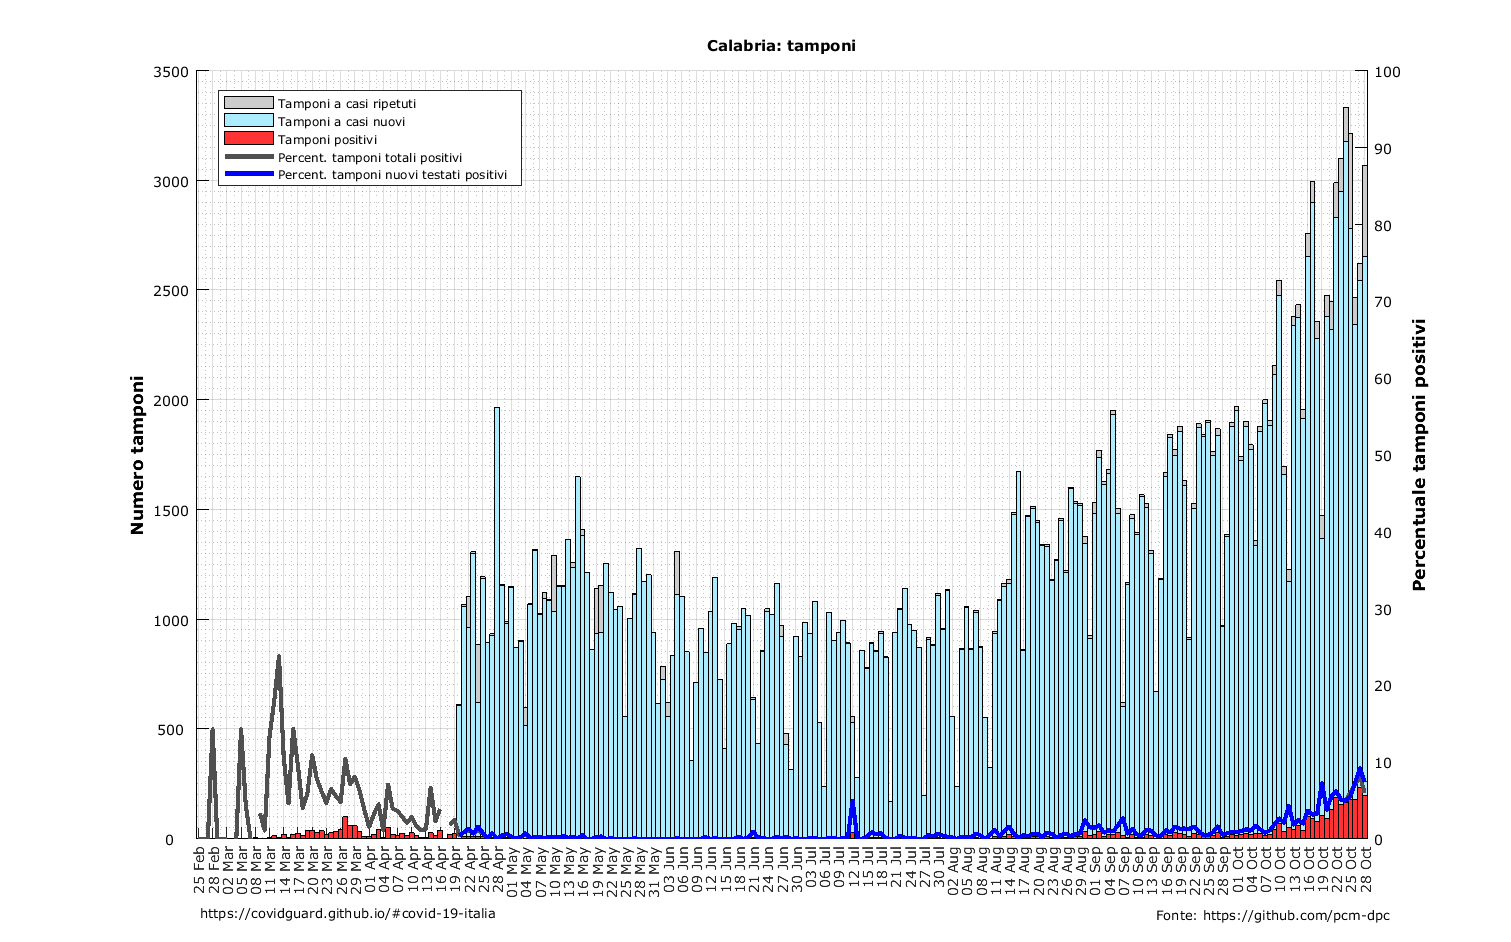 Calabria: tamponi
3500
3000
2500
2000
1500
1000
500
0
100
90
80
70
60
50
40
30
20
10
0
Tamponi a casi ripetuti
Tamponi a casi nuovi
Tamponi positivi
Percent. tamponi totali positivi
Percent. tamponi nuovi testati positivi
Numero tamponi
Percentuale tamponi positivi
25 Feb
28 Feb
02 Mar
05 Mar
08 Mar
11 Mar
14 Mar
17 Mar
20 Mar
23 Mar
26 Mar
29 Mar
01 Apr
04 Apr
07 Apr
10 Apr
13 Apr
16 Apr
19 Apr
22 Apr
25 Apr
28 Apr
01 May
04 May
07 May
10 May
13 May
16 May
19 May
22 May
25 May
28 May
31 May
03 Jun
06 Jun
09 Jun
12 Jun
15 Jun
18 Jun
21 Jun
24 Jun
27 Jun
30 Jun
03 Jul
06 Jul
09 Jul
12 Jul
15 Jul
18 Jul
21 Jul
24 Jul
27 Jul
30 Jul
02 Aug
05 Aug
08 Aug
11 Aug
14 Aug
17 Aug
20 Aug
23 Aug
26 Aug
29 Aug
01 Sep
04 Sep
07 Sep
10 Sep
13 Sep
16 Sep
19 Sep
22 Sep
25 Sep
28 Sep
01 Oct
04 Oct
07 Oct
10 Oct
13 Oct
16 Oct
19 Oct
22 Oct
25 Oct
28 Oct
https://covidguard.github.io/#covid-19-italia
Fonte: https://github.com/pcm-dpc